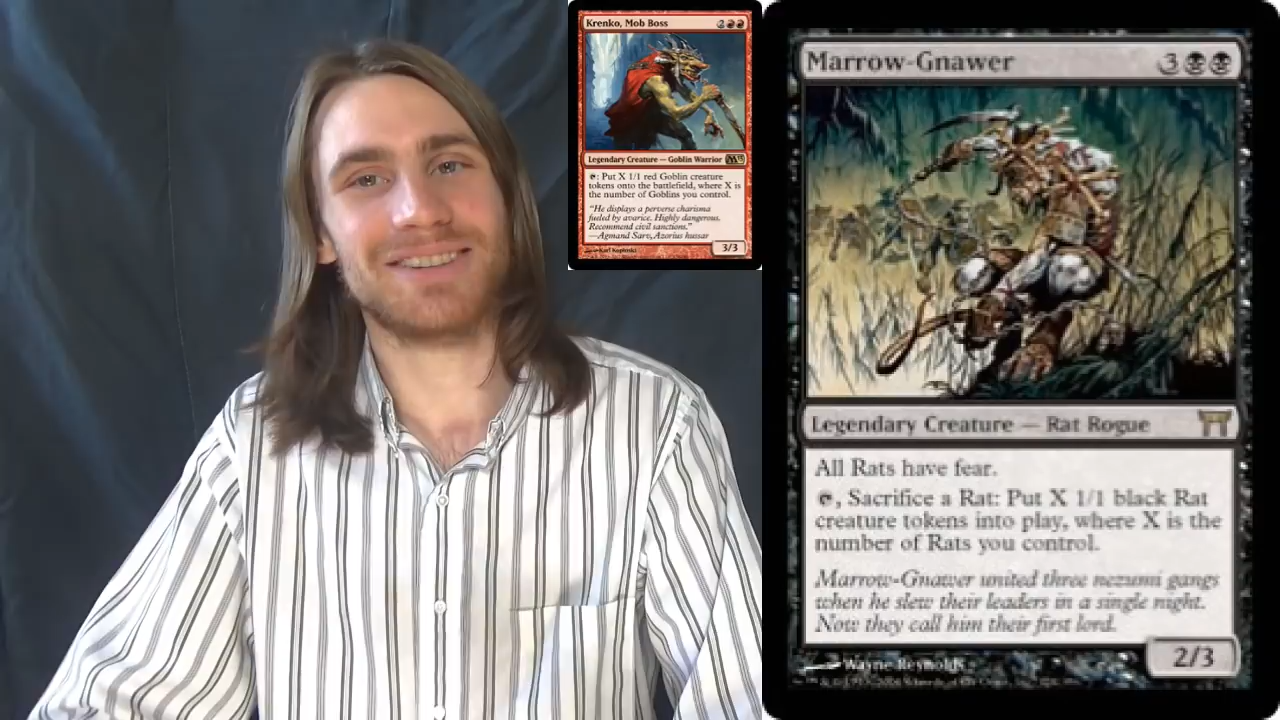 Krenko, Mob Boss 2
Legendary Creature — Goblin Warrior
: Put X 1/1 red Goblin creature
tokens onto the battlefield, where X is
the number of Goblins you control.
"He displays a perverse charisma
fueled by avarice. Highly dangerous.
Recommend civil sanctions."
—Agmand Sarv, Azorius hussar
Karl Kopinski
3/3
Marrow-Gnawer 3
Legendary Creature — Rat Rogue
All Rats have fear.
, Sacrifice a Rat: Put X 1/1 black Rat
creature tokens into play, where X is the
number of Rats you control.
Marrow-Gnawer united three nezumi gangs
when he slew their leaders in a single night.
Now they call him their first lord.
Wayne Reynolds
2/3